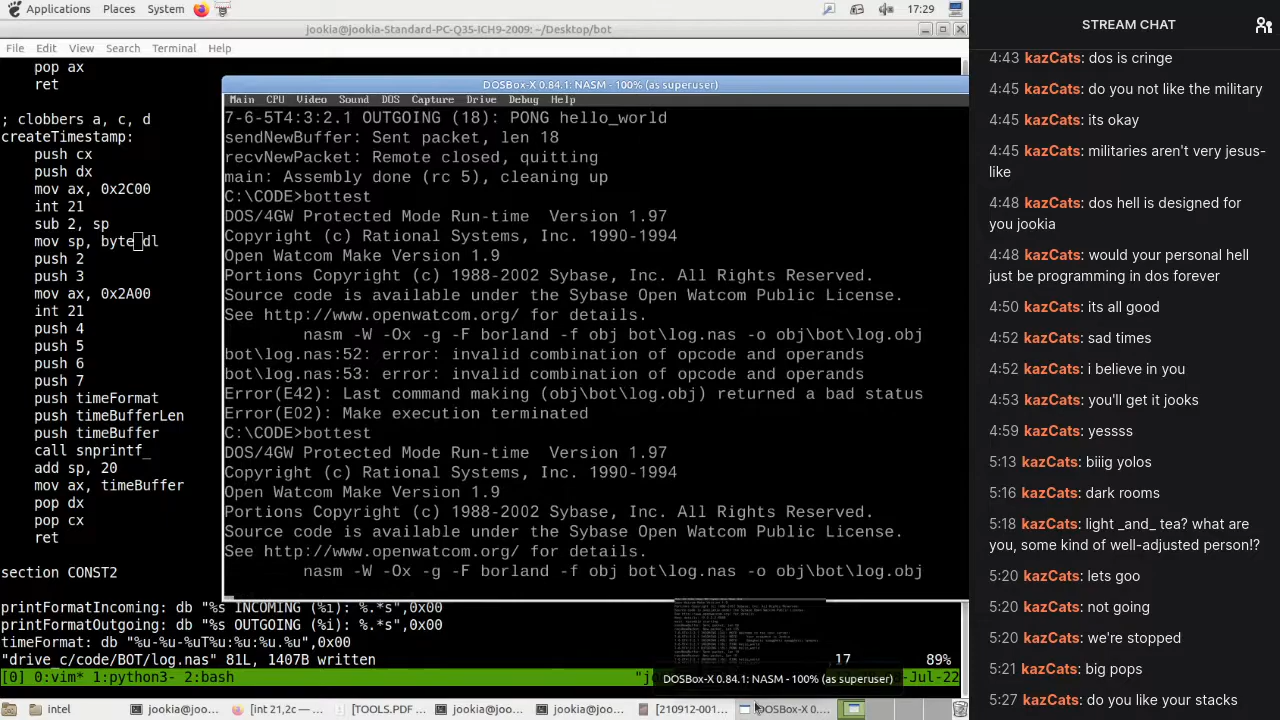 Applications Places System 17:29
jookia@jookia-Standard-PC-Q35-ICH9-2009: ~/Desktop/bot
File Edit View Search Terminal Help
pop ax
ret
; clobbers a, c, d
createTimestamp:
push cx
push dx
mov ax, 0x2C00
int 21
sub 2, sp
mov sp, byte dl
push 2
push 3
mov ax, 0x2A00
int 21
push 4
push 5
push 6
push 7
push timeFormat
push timeBufferLen
push timeBuffer
call snprintf_
add sp, 20
mov ax, timeBuffer
pop dx
pop cx
ret
section CONST2
"c/code/BOT/log.nas" 81L, 1670 written
17 89%
[0] 0:vim* 1:python3- 2:bash
-Jul-22
DOSBox-X 0.84.1: NASM - 100% (as superuser)
Main CPU Video Sound DOS Capture Drive Debug Help
7-6-5T4:3:2.1 OUTGOING (18): PONG hello_world
sendNewBuffer: Sent packet, len 18
recvNewPacket: Remote closed, quitting
main: Assembly done (rc 5), cleaning up
C:\CODE>bottest
DOS/4GW Protected Mode Run-time Version 1.97
Copyright (c) Rational Systems, Inc. 1990-1994
Open Watcom Make Version 1.9
Portions Copyright (c) 1988-2002 Sybase, Inc. All Rights Reserved.
Source code is available under the Sybase Open Watcom Public License.
See http://www.openwatcom.org/ for details.
nasm -W -Ox -g -F borland -f obj bot\log.nas -o obj\bot\log.obj
bot\log.nas:52: error: invalid combination of opcode and operands
bot\log.nas:53: error: invalid combination of opcode and operands
Error(E42): Last command making (obj\bot\log.obj) returned a bad status
Error(E02): Make execution terminated
C:\CODE>bottest
DOS/4GW Protected Mode Run-time Version 1.97
Copyright (c) Rational Systems, Inc. 1990-1994
Open Watcom Make Version 1.9
Portions Copyright (c) 1988-2002 Sybase, Inc. All Rights Reserved.
Source code is available under the Sybase Open Watcom Public License.
See http://www.openwatcom.org/ for details.
nasm -W -Ox -g -F borland -f obj bot\log.nas -o obj\bot\log.obj
DOSBox-X 0.84.1: NASM - 100% (as superuser)
intel jookia@jooki... [int 21,2c — ... [TOOLS.PDF ... jookia@jooki... jookia@jooki... [210912-001... DOSBox-X 0....
STREAM CHAT
4:43 kazCats: dos is cringe
4:45 kazCats: do you not like the military
4:45 kazCats: its okay
4:45 kazCats: militaries aren't very jesus-
like
4:48 kazCats: dos hell is designed for
you jookia
4:48 kazCats: would your personal hell
just be programming in dos forever
4:50 kazCats: its all good
4:52 kazCats: sad times
4:52 kazCats: i believe in you
4:53 kazCats: you'll get it jooks
4:59 kazCats: yessss
5:13 kazCats: biiig yolos
5:16 kazCats: dark rooms
5:18 kazCats: light _and_ tea? what are
you, some kind of well-adjusted person!?
5:20 kazCats: lets goo
5:20 kazCats: no dying
5:20 kazCats: we got hopes
5:21 kazCats: big pops
5:27 kazCats: do you like your stacks